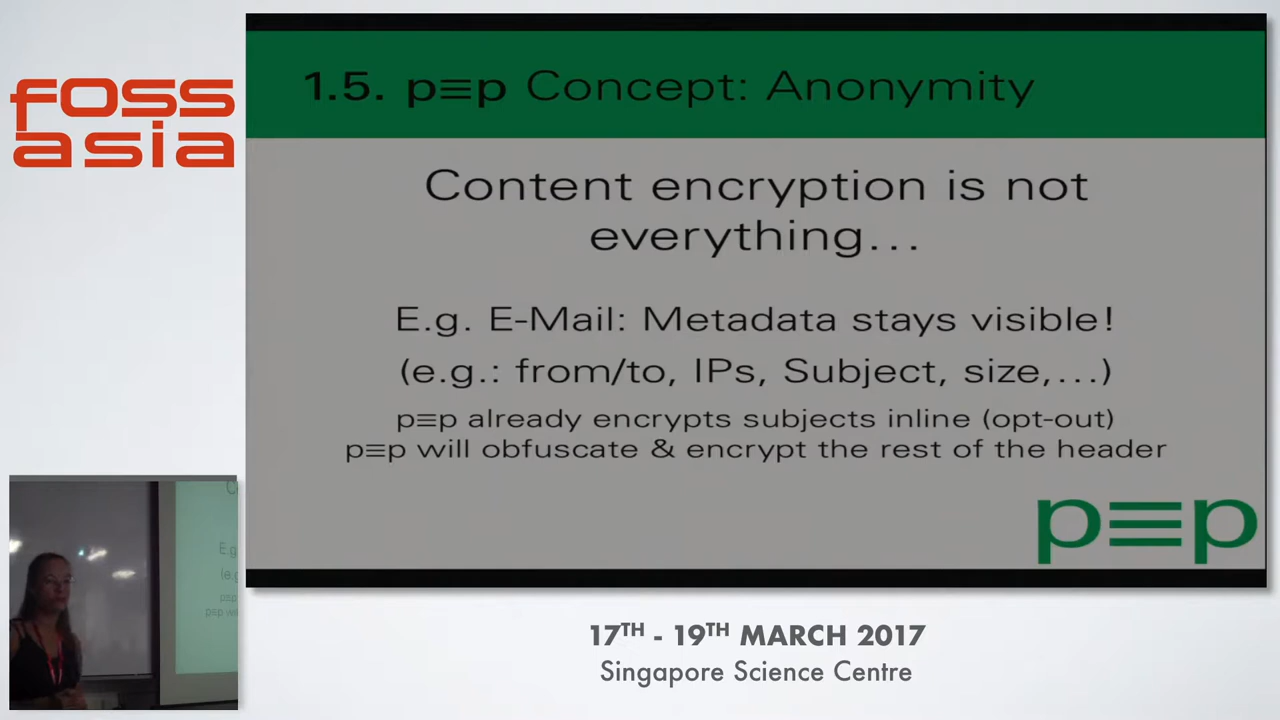 foss
asia
1.5. p≡p Concept: Anonymity
Content encryption is not
everything...
E.g. E-Mail: Metadata stays visible!
(e.g.: from/to, IPs, Subject, size,...)
p≡p already encrypts subjects inline (opt-out)
p≡p will obfuscate & encrypt the rest of the header
p≡p
E.g
(e.g
p≡p
p≡p w
17TH - 19TH MARCH 2017
Singapore Science Centre